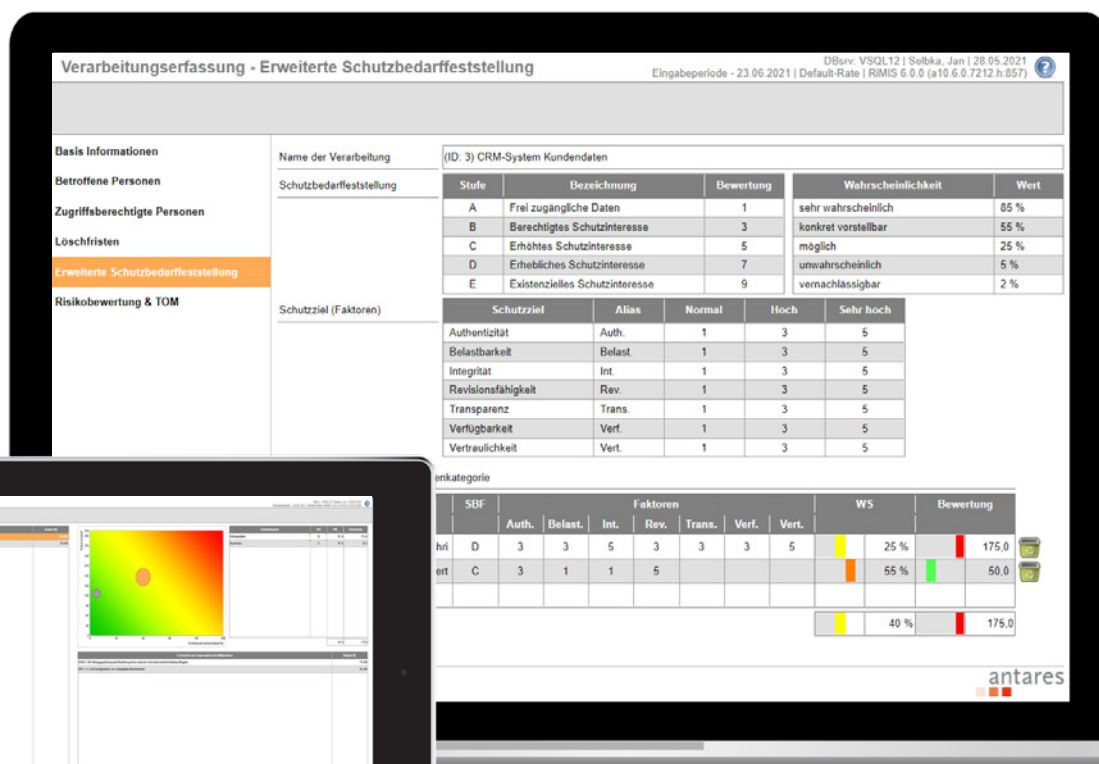 Verarbeitungserfassung - Erweiterte Schutzbedarffeststellung
DBsrv: VSQL12 | Selbka, Jan | 28.05.2021
Eingabeperiode - 23.06.2021 | Default-Rate | RiMIS 6.0.0 (a10.6.0.7212.h:857)
Basis Informationen
Betroffene Personen
Zugriffsberechtigte Personen
Löschfristen
Erweiterte Schutzbedarffeststellung
Risikobewertung & TOM
Name der Verarbeitung (ID: 3) CRM-System Kundendaten
Schutzbedarffeststellung
Stufe Bezeichnung Bewertung
A Frei zugängliche Daten 1
B Berechtigtes Schutzinteresse 3
C Erhöhtes Schutzinteresse 5
D Erhebliches Schutzinteresse 7
E Existenzielles Schutzinteresse 9
Wahrscheinlichkeit Wert
sehr wahrscheinlich 85 %
konkret vorstellbar 55 %
möglich 25 %
unwahrscheinlich 5 %
vernachlässigbar 2 %
Schutzziel (Faktoren)
Schutzziel Alias Normal Hoch Sehr hoch
Authentizität Auth. 1 3 5
Belastbarkeit Belast. 1 3 5
Integrität Int. 1 3 5
Revisionsfähigkeit Rev. 1 3 5
Transparenz Trans. 1 3 5
Verfügbarkeit Verf. 1 3 5
Vertraulichkeit Vert. 1 3 5
enkategorie
SBF Faktoren WS Bewertung
Auth. Belast. Int. Rev. Trans. Verf. Vert.
hri D 3 3 5 3 3 3 5 25 % 175,0
ert C 3 1 1 5 55 % 50,0
40 % 175,0
antares